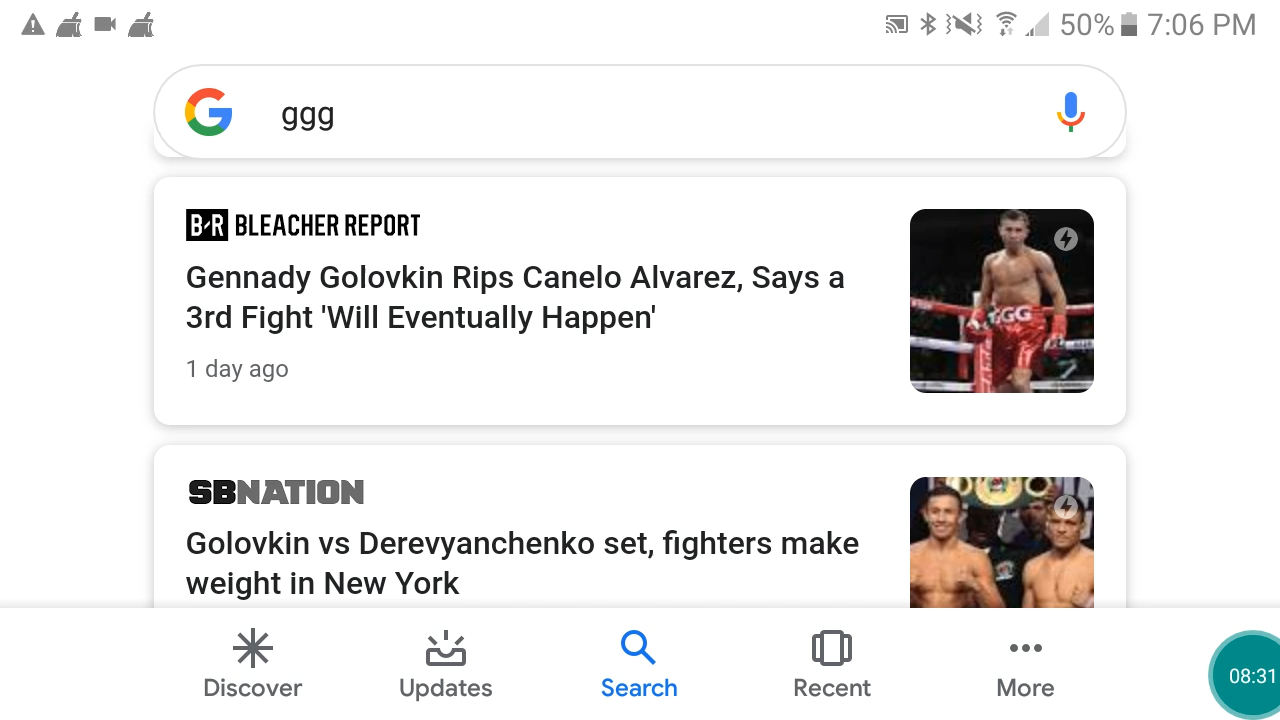 50% 7:06 PM
ggg
B/R BLEACHER REPORT
Gennady Golovkin Rips Canelo Alvarez, Says a
3rd Fight 'Will Eventually Happen'
1 day ago
GGG
SBNATION
Golovkin vs Derevyanchenko set, fighters make
weight in New York
Discover Updates Search Recent More
08:31